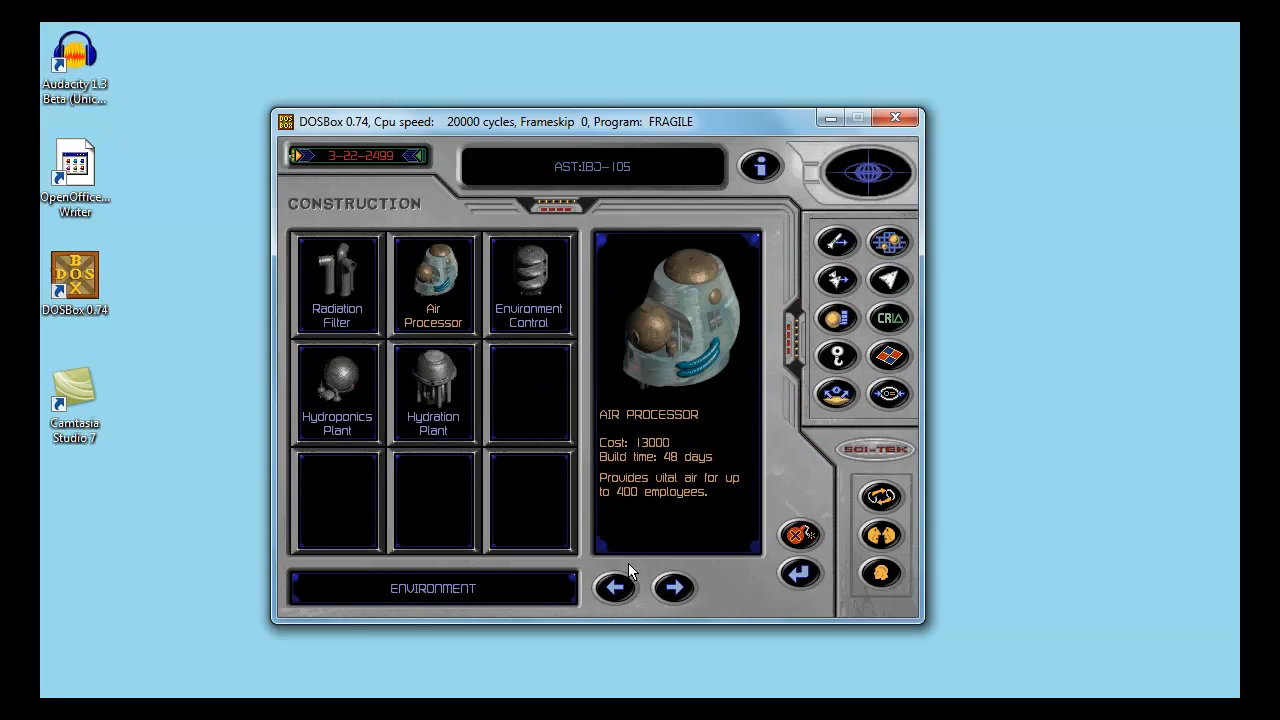 Audacity 1.3
Beta (Unic...
OpenOffice...
Writer
DOSBox 0.74
Camtasia
Studio 7
DOSBox 0.74, Cpu speed: 20000 cycles, Frameskip 0, Program: FRAGILE
3-22-2499
AST:IBJ-105
CONSTRUCTION
Radiation
Filter
Air
Processor
Environment
Control
Hydroponics
Plant
Hydration
Plant
AIR PROCESSOR
Cost: 13000
Build time: 48 days
Provides vital air for up
to 400 employees.
ENVIRONMENT
SCI-TEK